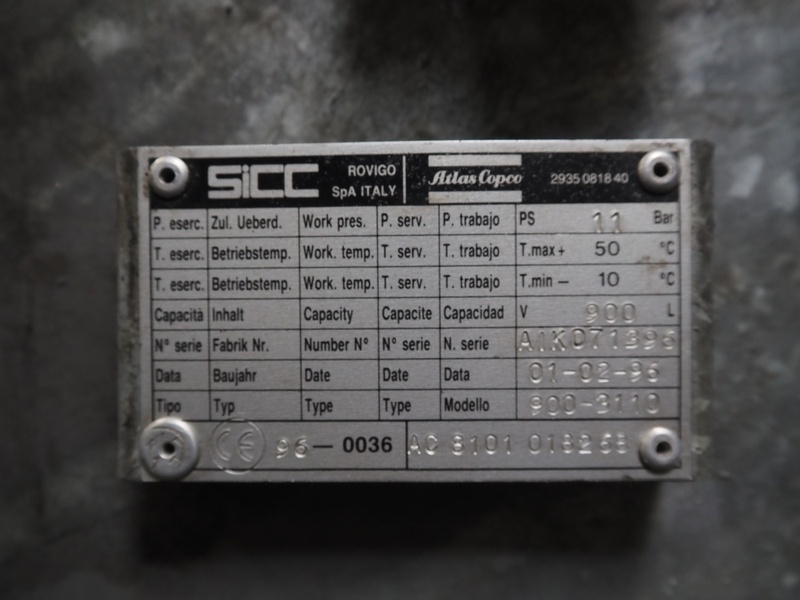 SICC ROVIGO SpA ITALY Atlas Copco 2935 0818 40
P. eserc. Zul. Ueberd. Work pres. P. serv. P. trabajo PS 11 Bar
T. eserc. Betriebstemp. Work. temp. T. serv. T. trabajo T.max + 50 °C
T. eserc. Betriebstemp. Work. temp. T. serv. T. trabajo T.min — 10 °C
Capacità Inhalt Capacity Capacite Capacidad V 900 L
N° serie Fabrik Nr. Number N° N° serie N. serie AIK071396
Data Baujahr Date Date Data 01-02-96
Tipo Typ Type Type Modello 900-3110
CE 96 — 0036 AC 8101 018268